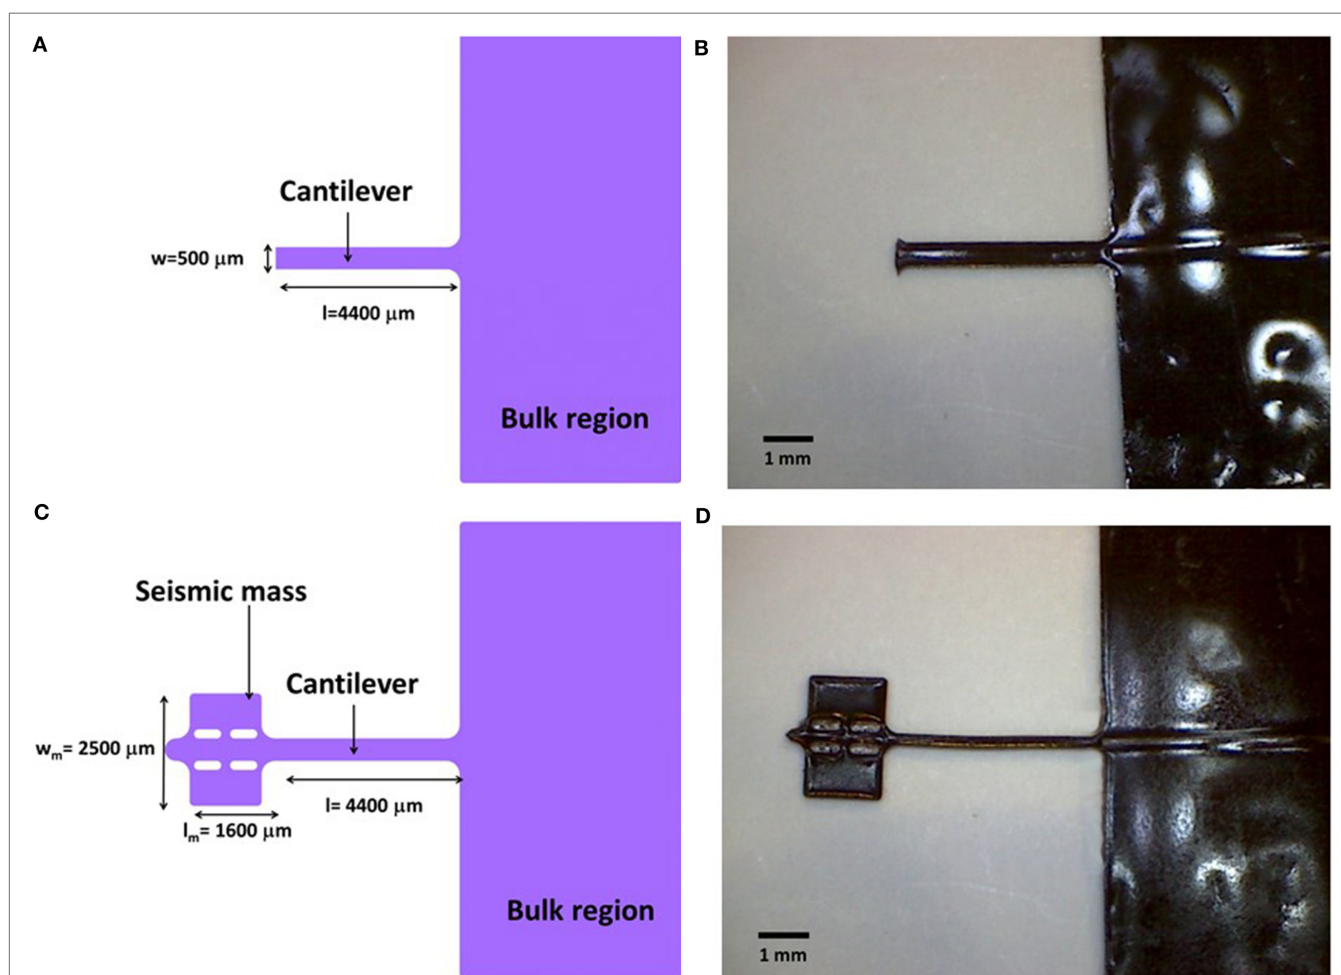 A
B
Cantilever
w=500 μm
l=4400 μm
Bulk region
1 mm
C
D
Seismic mass
Cantilever
wm= 2500 μm
l= 4400 μm
lm= 1600 μm
Bulk region
1 mm